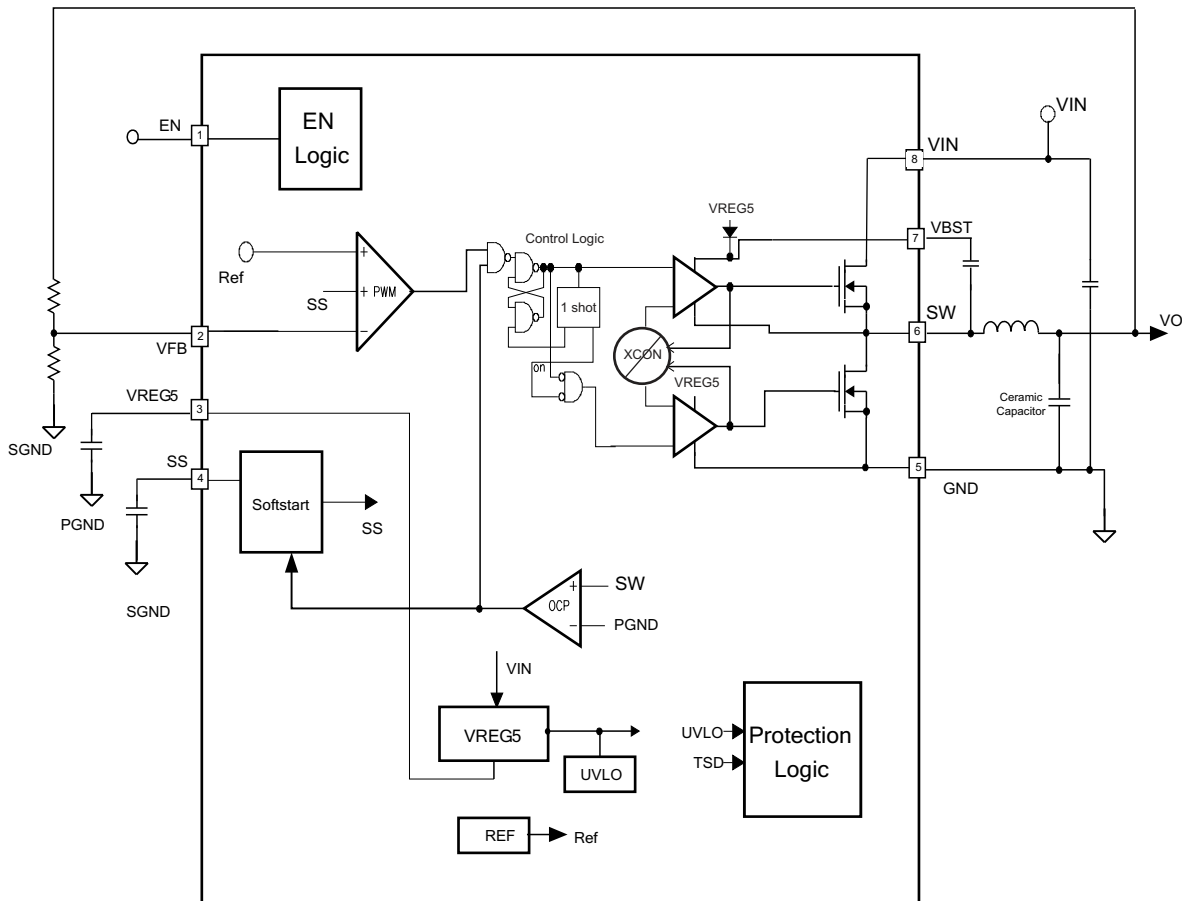 EN
1
EN
Logic
VIN
VIN
8
VREG5
VBST
7
Control Logic
Ref
+
SS
+
PWM
−
1 shot
SW
6
VO
2
VFB
XCON
on
VREG5
VREG5
3
Ceramic
Capacitor
SGND
SS
4
5
GND
Softstart
SS
PGND
SGND
OCP
+
SW
−
PGND
VIN
VREG5
UVLO
UVLO
TSD
Protection
Logic
REF
Ref